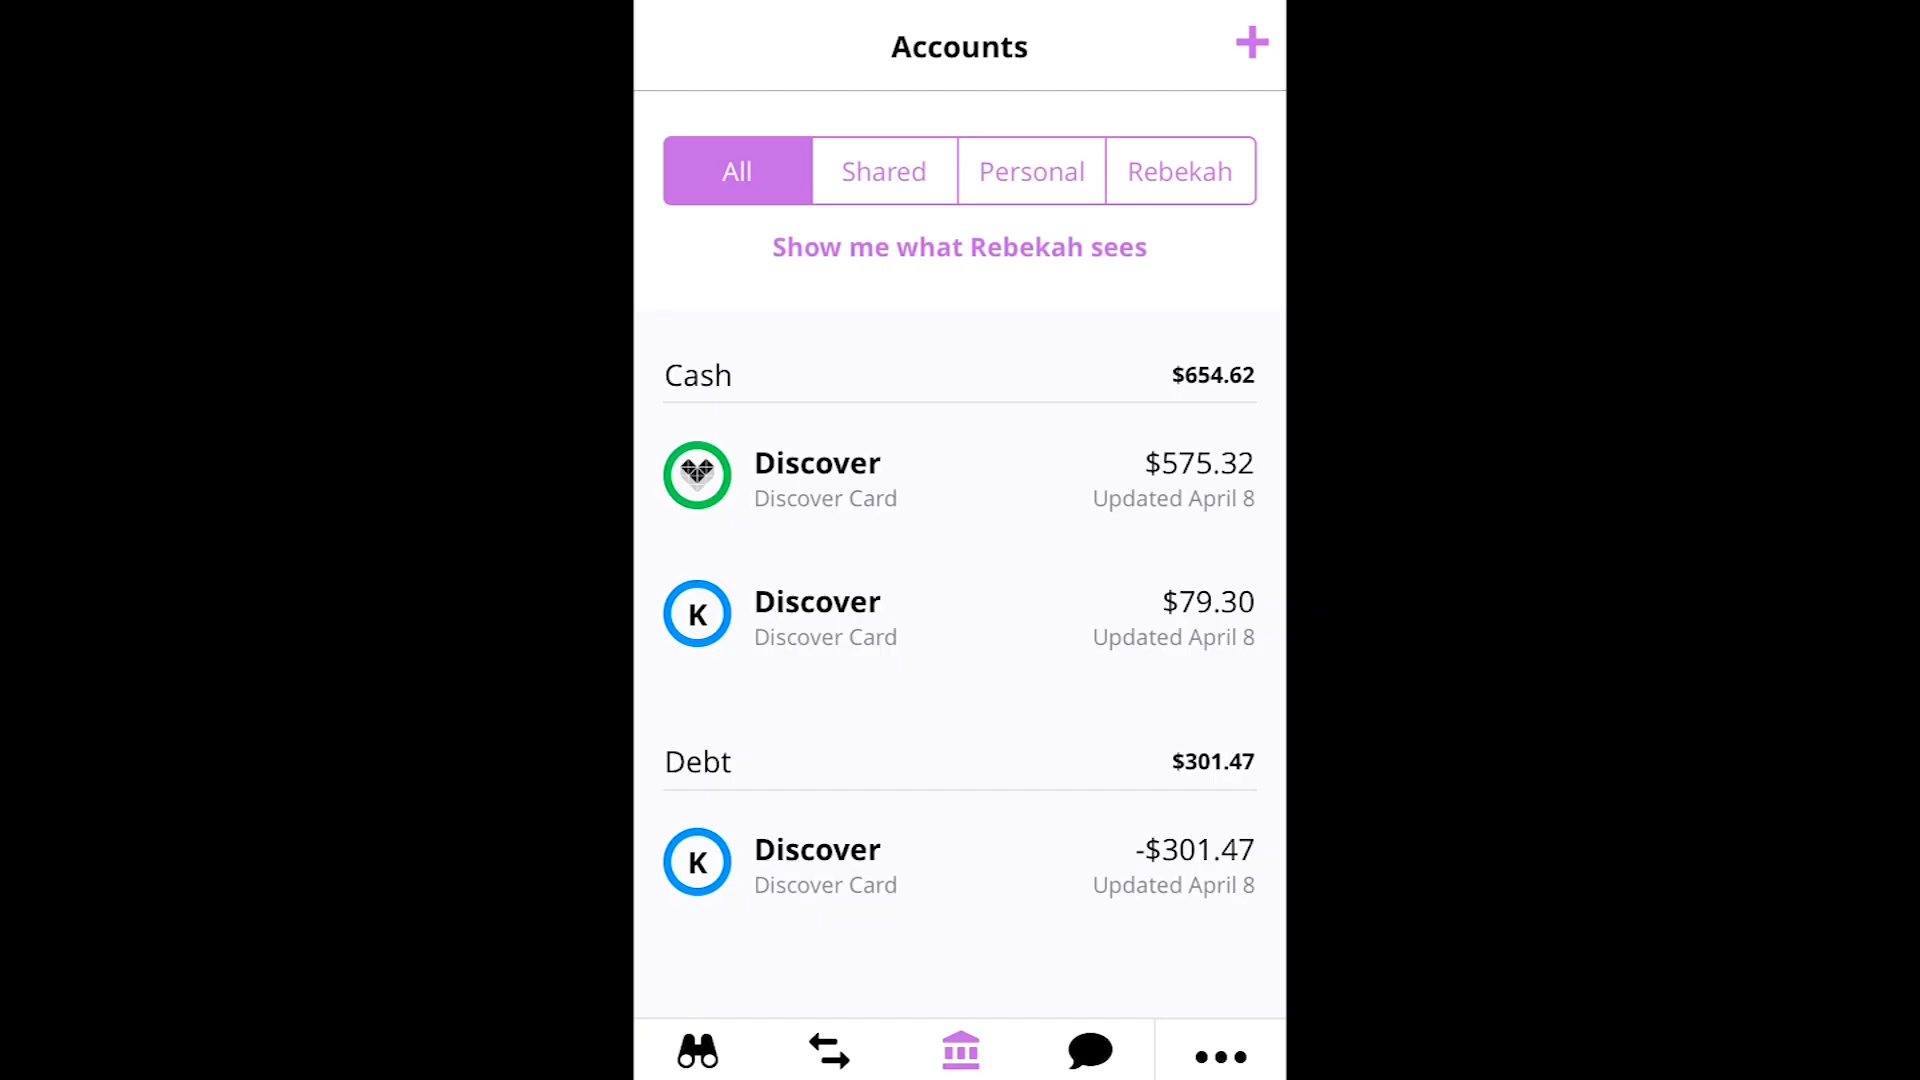 Accounts
All Shared Personal Rebekah
Show me what Rebekah sees
Cash $654.62
Discover $575.32
Discover Card Updated April 8
K Discover $79.30
Discover Card Updated April 8
Debt $301.47
K Discover -$301.47
Discover Card Updated April 8